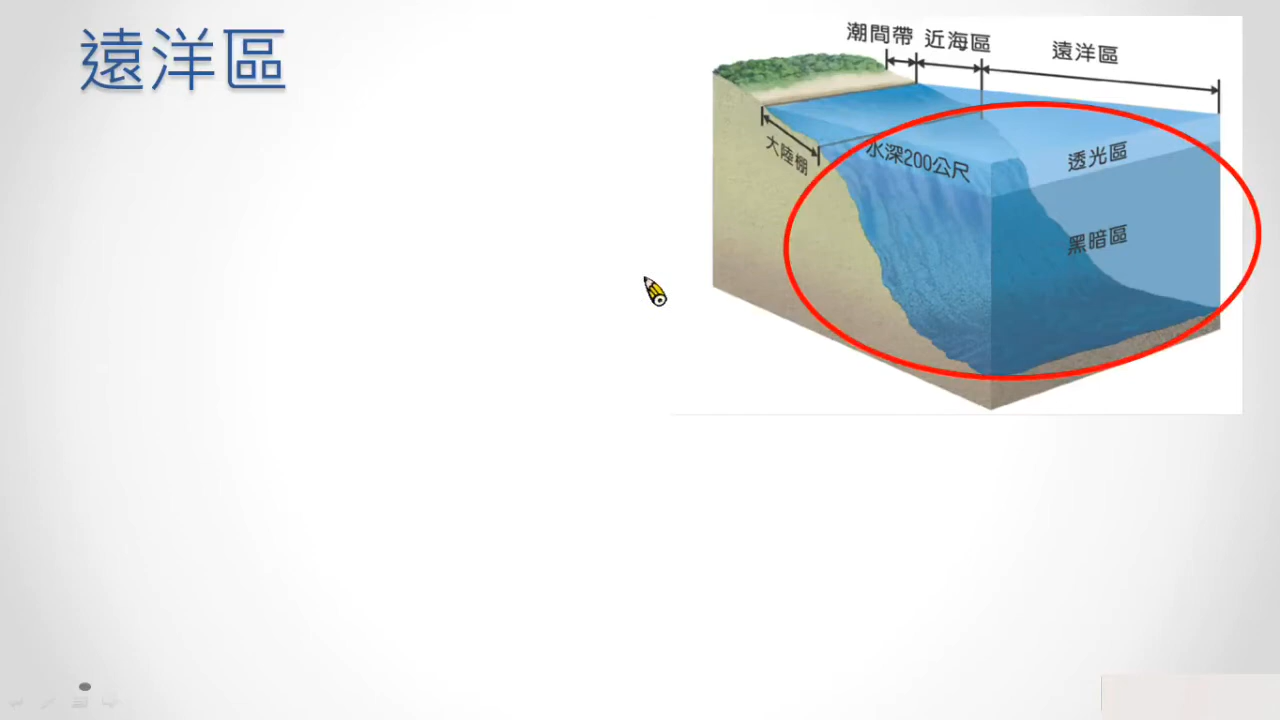 遠洋區
潮間帶
近海區
遠洋區
大陸棚
水深200公尺
透光區
黑暗區